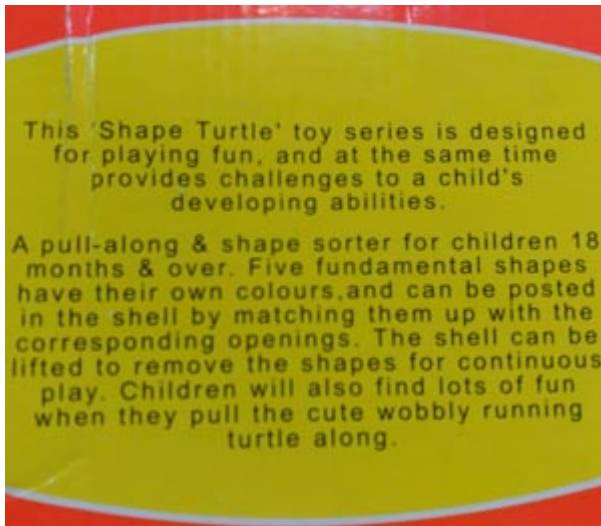 This 'Shape Turtle' toy series is designed
for playing fun, and at the same time
provides challenges to a child's
developing abilities.
A pull-along & shape sorter for children 18
months & over. Five fundamental shapes
have their own colours,and can be posted
in the shell by matching them up with the
corresponding openings. The shell can be
lifted to remove the shapes for continuous
play. Children will also find lots of fun
when they pull the cute wobbly running
turtle along.